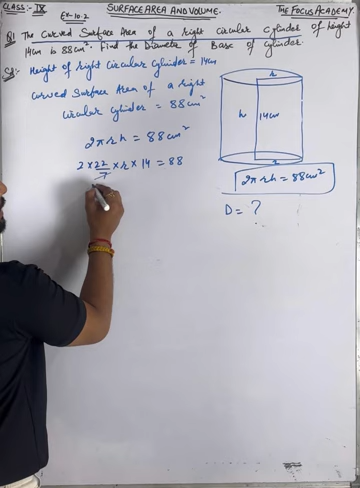 CLASS:- IX
EX-10.2
SURFACE AREA AND VOLUME.
THE FOCUS ACADEMY
Q1 The Curved Surface Area of a right circular cylinder of height
14cm is 88cm². Find the Diameter of Base of cylinder.
Sol:- Height of right Circular Cylinder = 14cm
Curved Surface Area of a right
Circular cylinder = 88cm²
2πrh = 88cm²
2 × 22/7 × r × 14 = 88
r
h
14cm
r
2πrh = 88cm²
D = ?